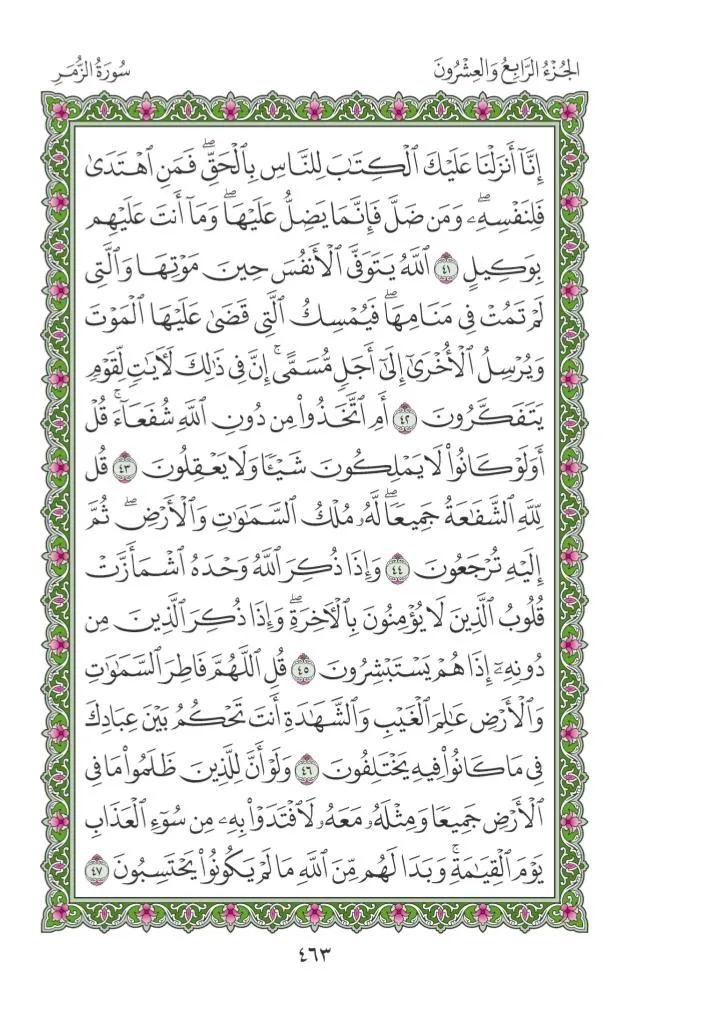 الجُزْءُ الرَّابِعُ وَالعِشْرُونَ
سُورَةُ الزُّمَرِ
إِنَّآ أَنزَلۡنَا عَلَيۡكَ ٱلۡكِتَٰبَ لِلنَّاسِ بِٱلۡحَقِّۖ فَمَنِ ٱهۡتَدَىٰ
فَلِنَفۡسِهِۦۖ وَمَن ضَلَّ فَإِنَّمَا يَضِلُّ عَلَيۡهَاۖ وَمَآ أَنتَ عَلَيۡهِم
بِوَكِيلٍ ٤١ ٱللَّهُ يَتَوَفَّى ٱلۡأَنفُسَ حِينَ مَوۡتِهَا وَٱلَّتِي
لَمۡ تَمُتۡ فِي مَنَامِهَاۖ فَيُمۡسِكُ ٱلَّتِي قَضَىٰ عَلَيۡهَا ٱلۡمَوۡتَ
وَيُرۡسِلُ ٱلۡأُخۡرَىٰٓ إِلَىٰٓ أَجَلٖ مُّسَمًّىۚ إِنَّ فِي ذَٰلِكَ لَأٓيَٰتٖ لِّقَوۡمٖ
يَتَفَكَّرُونَ ٤٢ أَمِ ٱتَّخَذُواْ مِن دُونِ ٱللَّهِ شُفَعَآءَۚ قُلۡ
أَوَلَوۡ كَانُواْ لَا يَمۡلِكُونَ شَيۡـٔٗا وَلَا يَعۡقِلُونَ ٤٣ قُل
لِّلَّهِ ٱلشَّفَٰعَةُ جَمِيعٗاۖ لَّهُۥ مُلۡكُ ٱلسَّمَٰوَٰتِ وَٱلۡأَرۡضِۖ ثُمَّ
إِلَيۡهِ تُرۡجَعُونَ ٤٤ وَإِذَا ذُكِرَ ٱللَّهُ وَحۡدَهُ ٱشۡمَأَزَّتۡ
قُلُوبُ ٱلَّذِينَ لَا يُؤۡمِنُونَ بِٱلۡأٓخِرَةِۖ وَإِذَا ذُكِرَ ٱلَّذِينَ مِن
دُونِهِۦٓ إِذَا هُمۡ يَسۡتَبۡشِرُونَ ٤٥ قُلِ ٱللَّهُمَّ فَاطِرَ ٱلسَّمَٰوَٰتِ
وَٱلۡأَرۡضِ عَٰلِمَ ٱلۡغَيۡبِ وَٱلشَّهَٰدَةِ أَنتَ تَحۡكُمُ بَيۡنَ عِبَادِكَ
فِي مَا كَانُواْ فِيهِ يَخۡتَلِفُونَ ٤٦ وَلَوۡ أَنَّ لِلَّذِينَ ظَلَمُواْ مَا فِي
ٱلۡأَرۡضِ جَمِيعٗا وَمِثۡلَهُۥ مَعَهُۥ لَٱفۡتَدَوۡاْ بِهِۦ مِن سُوٓءِ ٱلۡعَذَابِ
يَوۡمَ ٱلۡقِيَٰمَةِۚ وَبَدَا لَهُم مِّنَ ٱللَّهِ مَا لَمۡ يَكُونُواْ يَحۡتَسِبُونَ ٤٧
٤٦٣